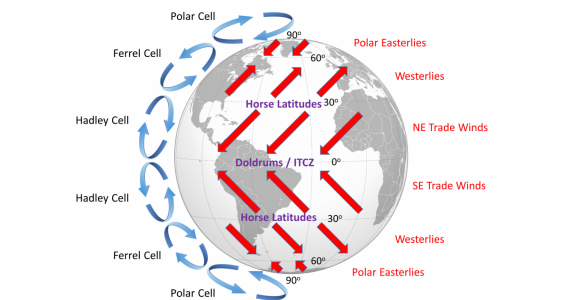 Polar Cell
90°
Polar Easterlies
Ferrel Cell
60°
Westerlies
Horse Latitudes
30°
Hadley Cell
NE Trade Winds
Doldrums / ITCZ
0°
Hadley Cell
SE Trade Winds
Horse Latitudes
30°
Westerlies
Ferrel Cell
60°
Polar Easterlies
90°
Polar Cell